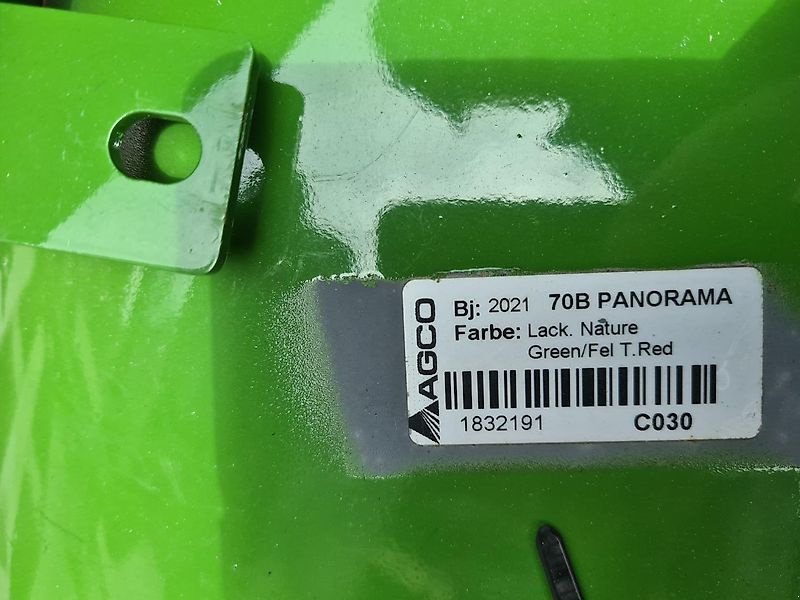 AGCO
Bj: 2021 70B PANORAMA
Farbe: Lack. Nature
Green/Fel T.Red
1832191 C030